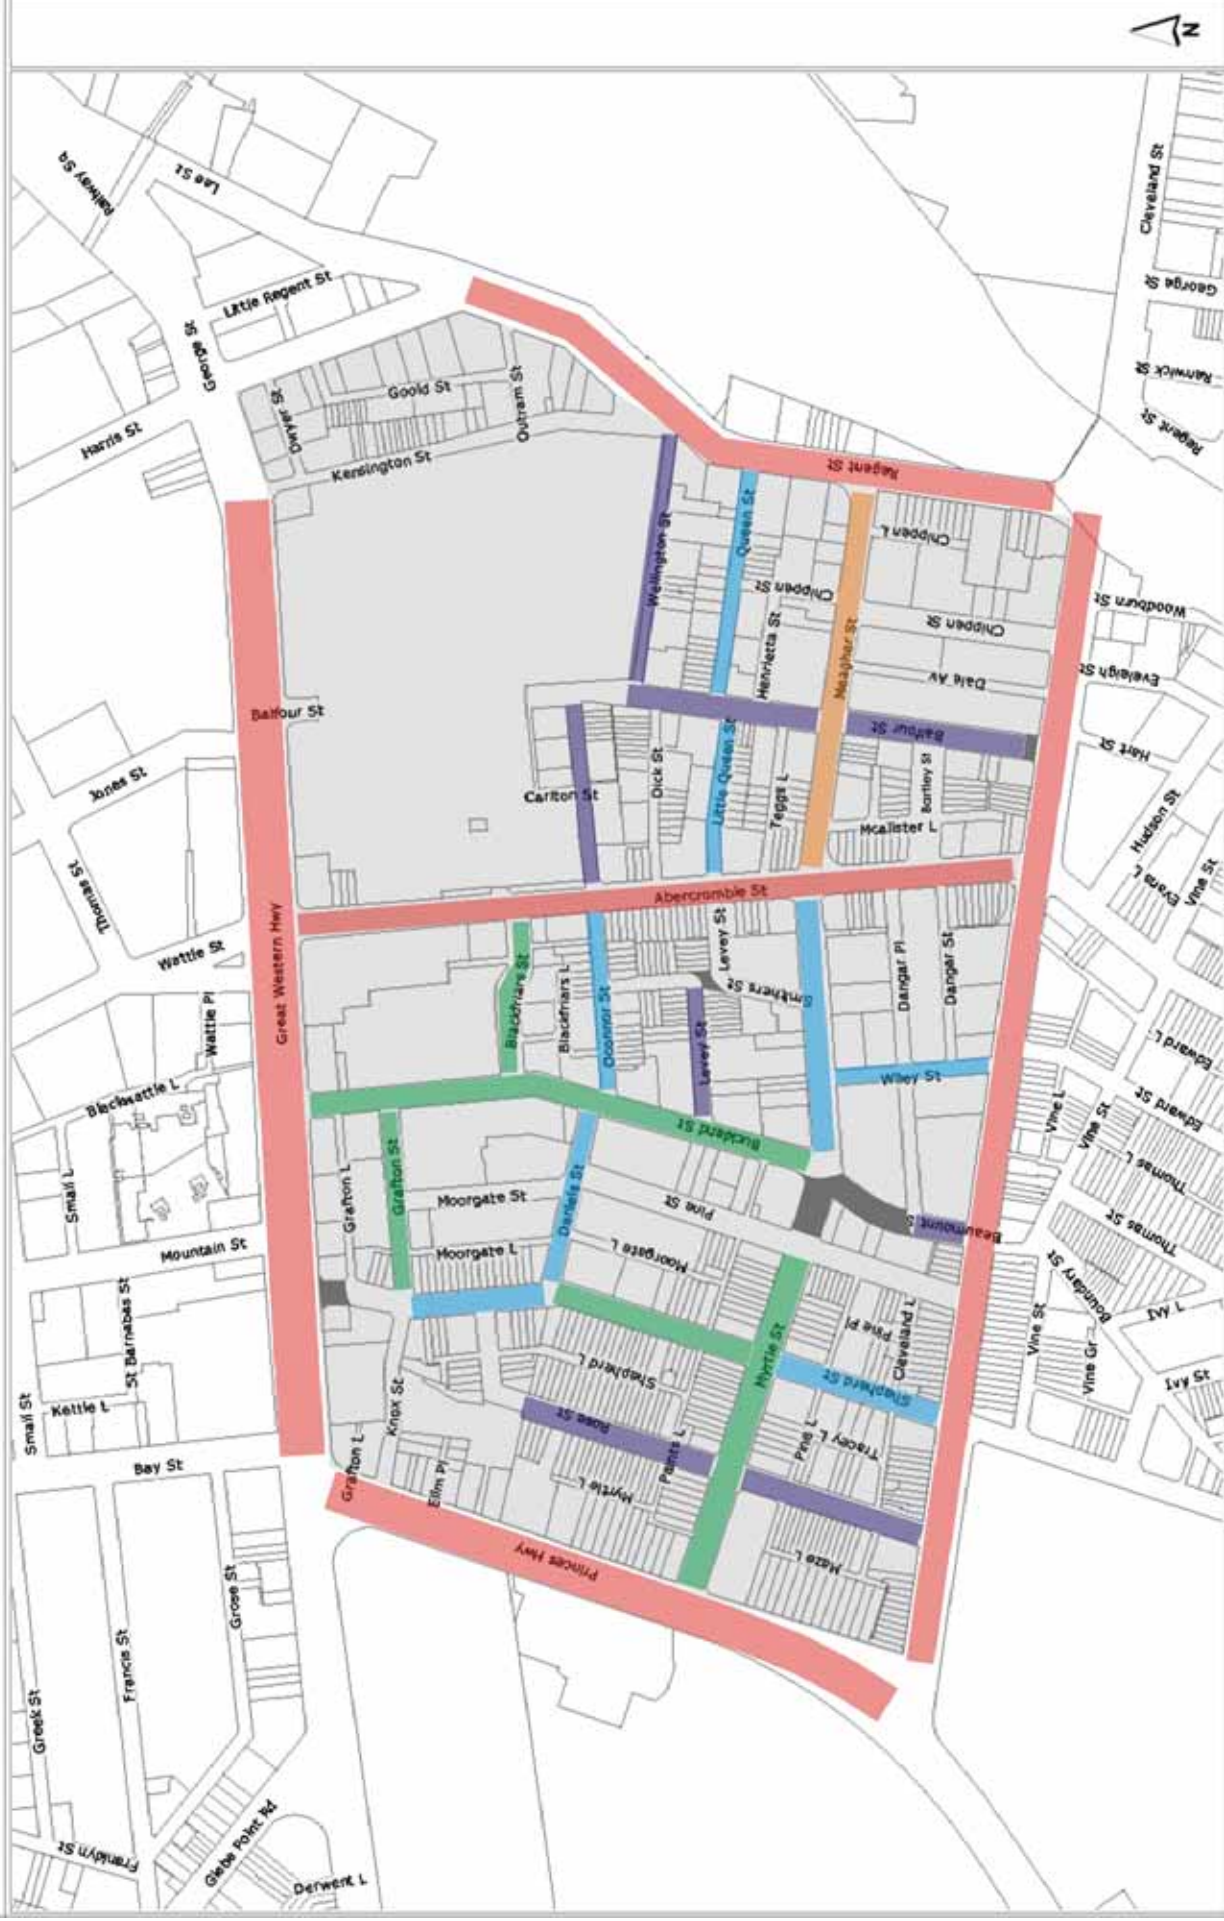 N
Railway Sq
Lee St
Cleveland St
George St
Little Regent St
George St
Renwick St
Regent St
Harris St
Dwyer St
Goold St
Outram St
Kensington St
Regent St
Wellington St
Queen St
Chippen L
Chippen St
Woodburn St
Henrietta St
Chippen St
Meagher St
Dale Av
Eveleigh St
Balfour St
Balfour St
Hart St
Jones St
Carlton St
Dick St
Little Queen St
Teggs L
Bartley St
Mcalister L
Hudson St
Evans L
Vine St
Thomas St
Abercrombie St
Wattle St
Great Western Hwy
Levey St
Smithers St
Dangar Pl
Dangar St
Wattle Pl
Blackfriars St
Blackfriars L
Oconnor St
Levey St
Wiley St
Edward L
Edward St
Blackwattle L
Buckland St
Vine L
Vine St
Thomas L
Thomas St
Small L
Grafton L
Grafton St
Moorgate St
Daniels St
Pine St
Beaumount S
Mountain St
Moorgate L
Moorgate L
Boundary St
Ivy L
St Barnabas St
Myrtle St
Pine Pl
Cleveland L
Vine St
Vine Gr
Ivy St
Small St
Kettle L
Knox St
Shepherd L
Shepherd St
Rose St
Paints L
Pine L
Tracey L
Bay St
Grafton L
Elim Pl
Myrtle L
Maze L
Princes Hwy
Grose St
Francis St
Greek St
Franklyn St
Glebe Point Rd
Derwent L